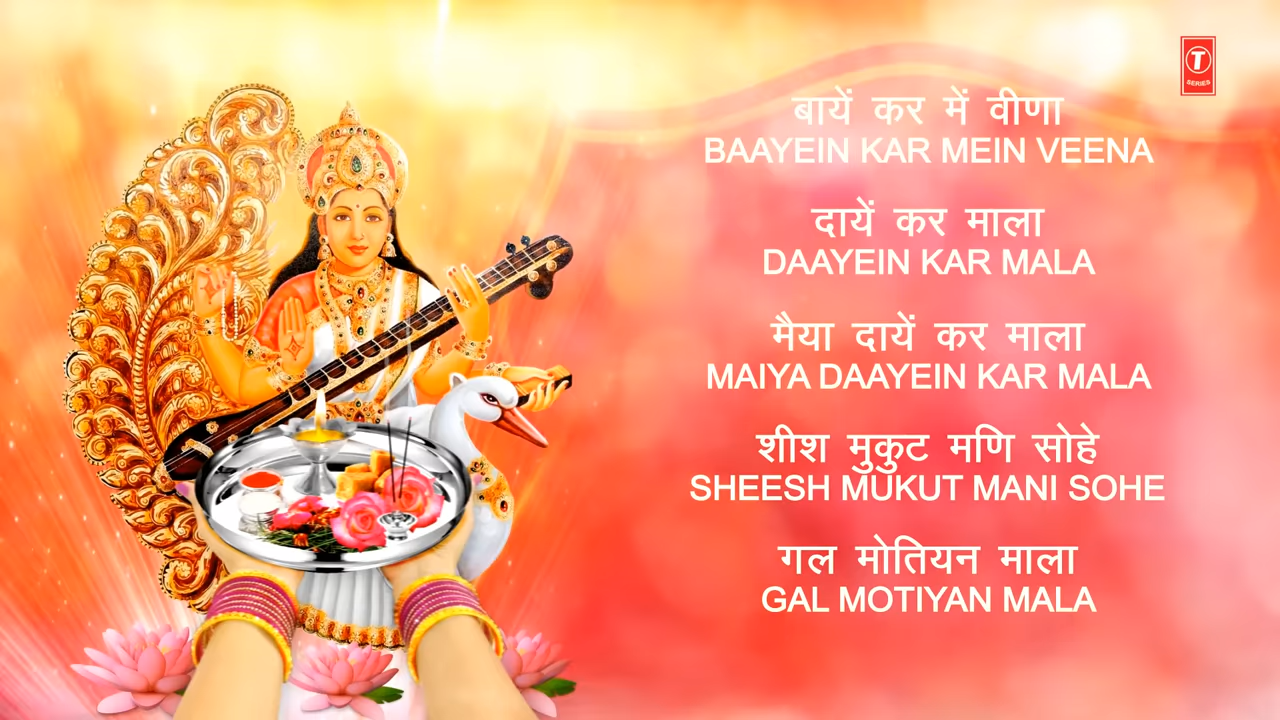 T
SERIES
बायें कर में वीणा
BAAYEIN KAR MEIN VEENA
दायें कर माला
DAAYEIN KAR MALA
मैया दायें कर माला
MAIYA DAAYEIN KAR MALA
शीश मुकुट मणि सोहे
SHEESH MUKUT MANI SOHE
गल मोतियन माला
GAL MOTIYAN MALA